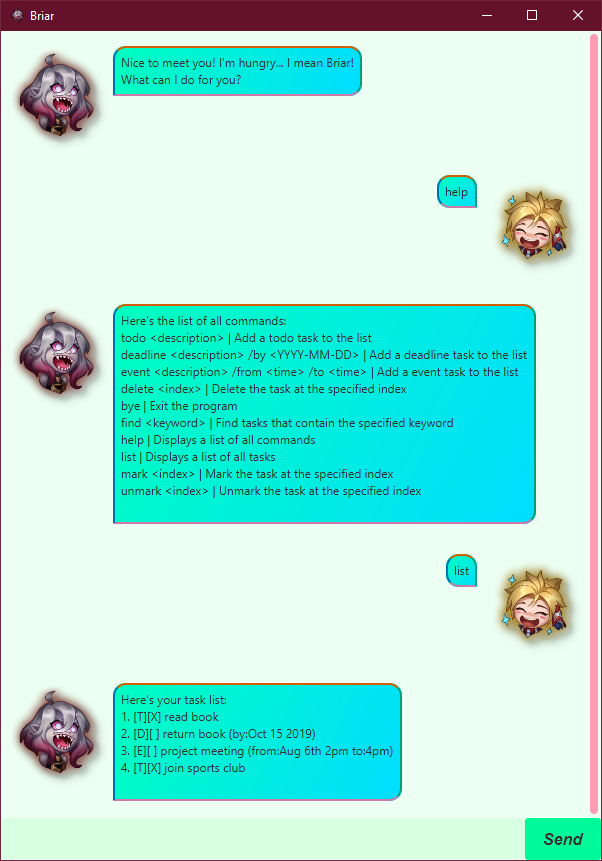 Briar
Nice to meet you! I'm hungry... I mean Briar!
What can I do for you?
help
Here's the list of all commands:
todo <description> | Add a todo task to the list
deadline <description> /by <YYYY-MM-DD> | Add a deadline task to the list
event <description> /from <time> /to <time> | Add a event task to the list
delete <index> | Delete the task at the specified index
bye | Exit the program
find <keyword> | Find tasks that contain the specified keyword
help | Displays a list of all commands
list | Displays a list of all tasks
mark <index> | Mark the task at the specified index
unmark <index> | Unmark the task at the specified index
list
Here's your task list:
1. [T][X] read book
2. [D][ ] return book (by:Oct 15 2019)
3. [E][ ] project meeting (from:Aug 6th 2pm to:4pm)
4. [T][X] join sports club
Send